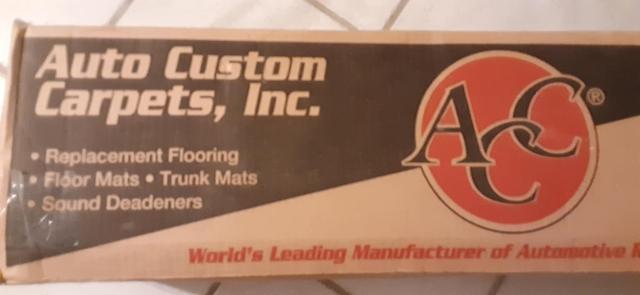 Auto Custom
Carpets, Inc.
• Replacement Flooring
• Floor Mats • Trunk Mats
• Sound Deadeners
ACC®
World's Leading Manufacturer of Automotive